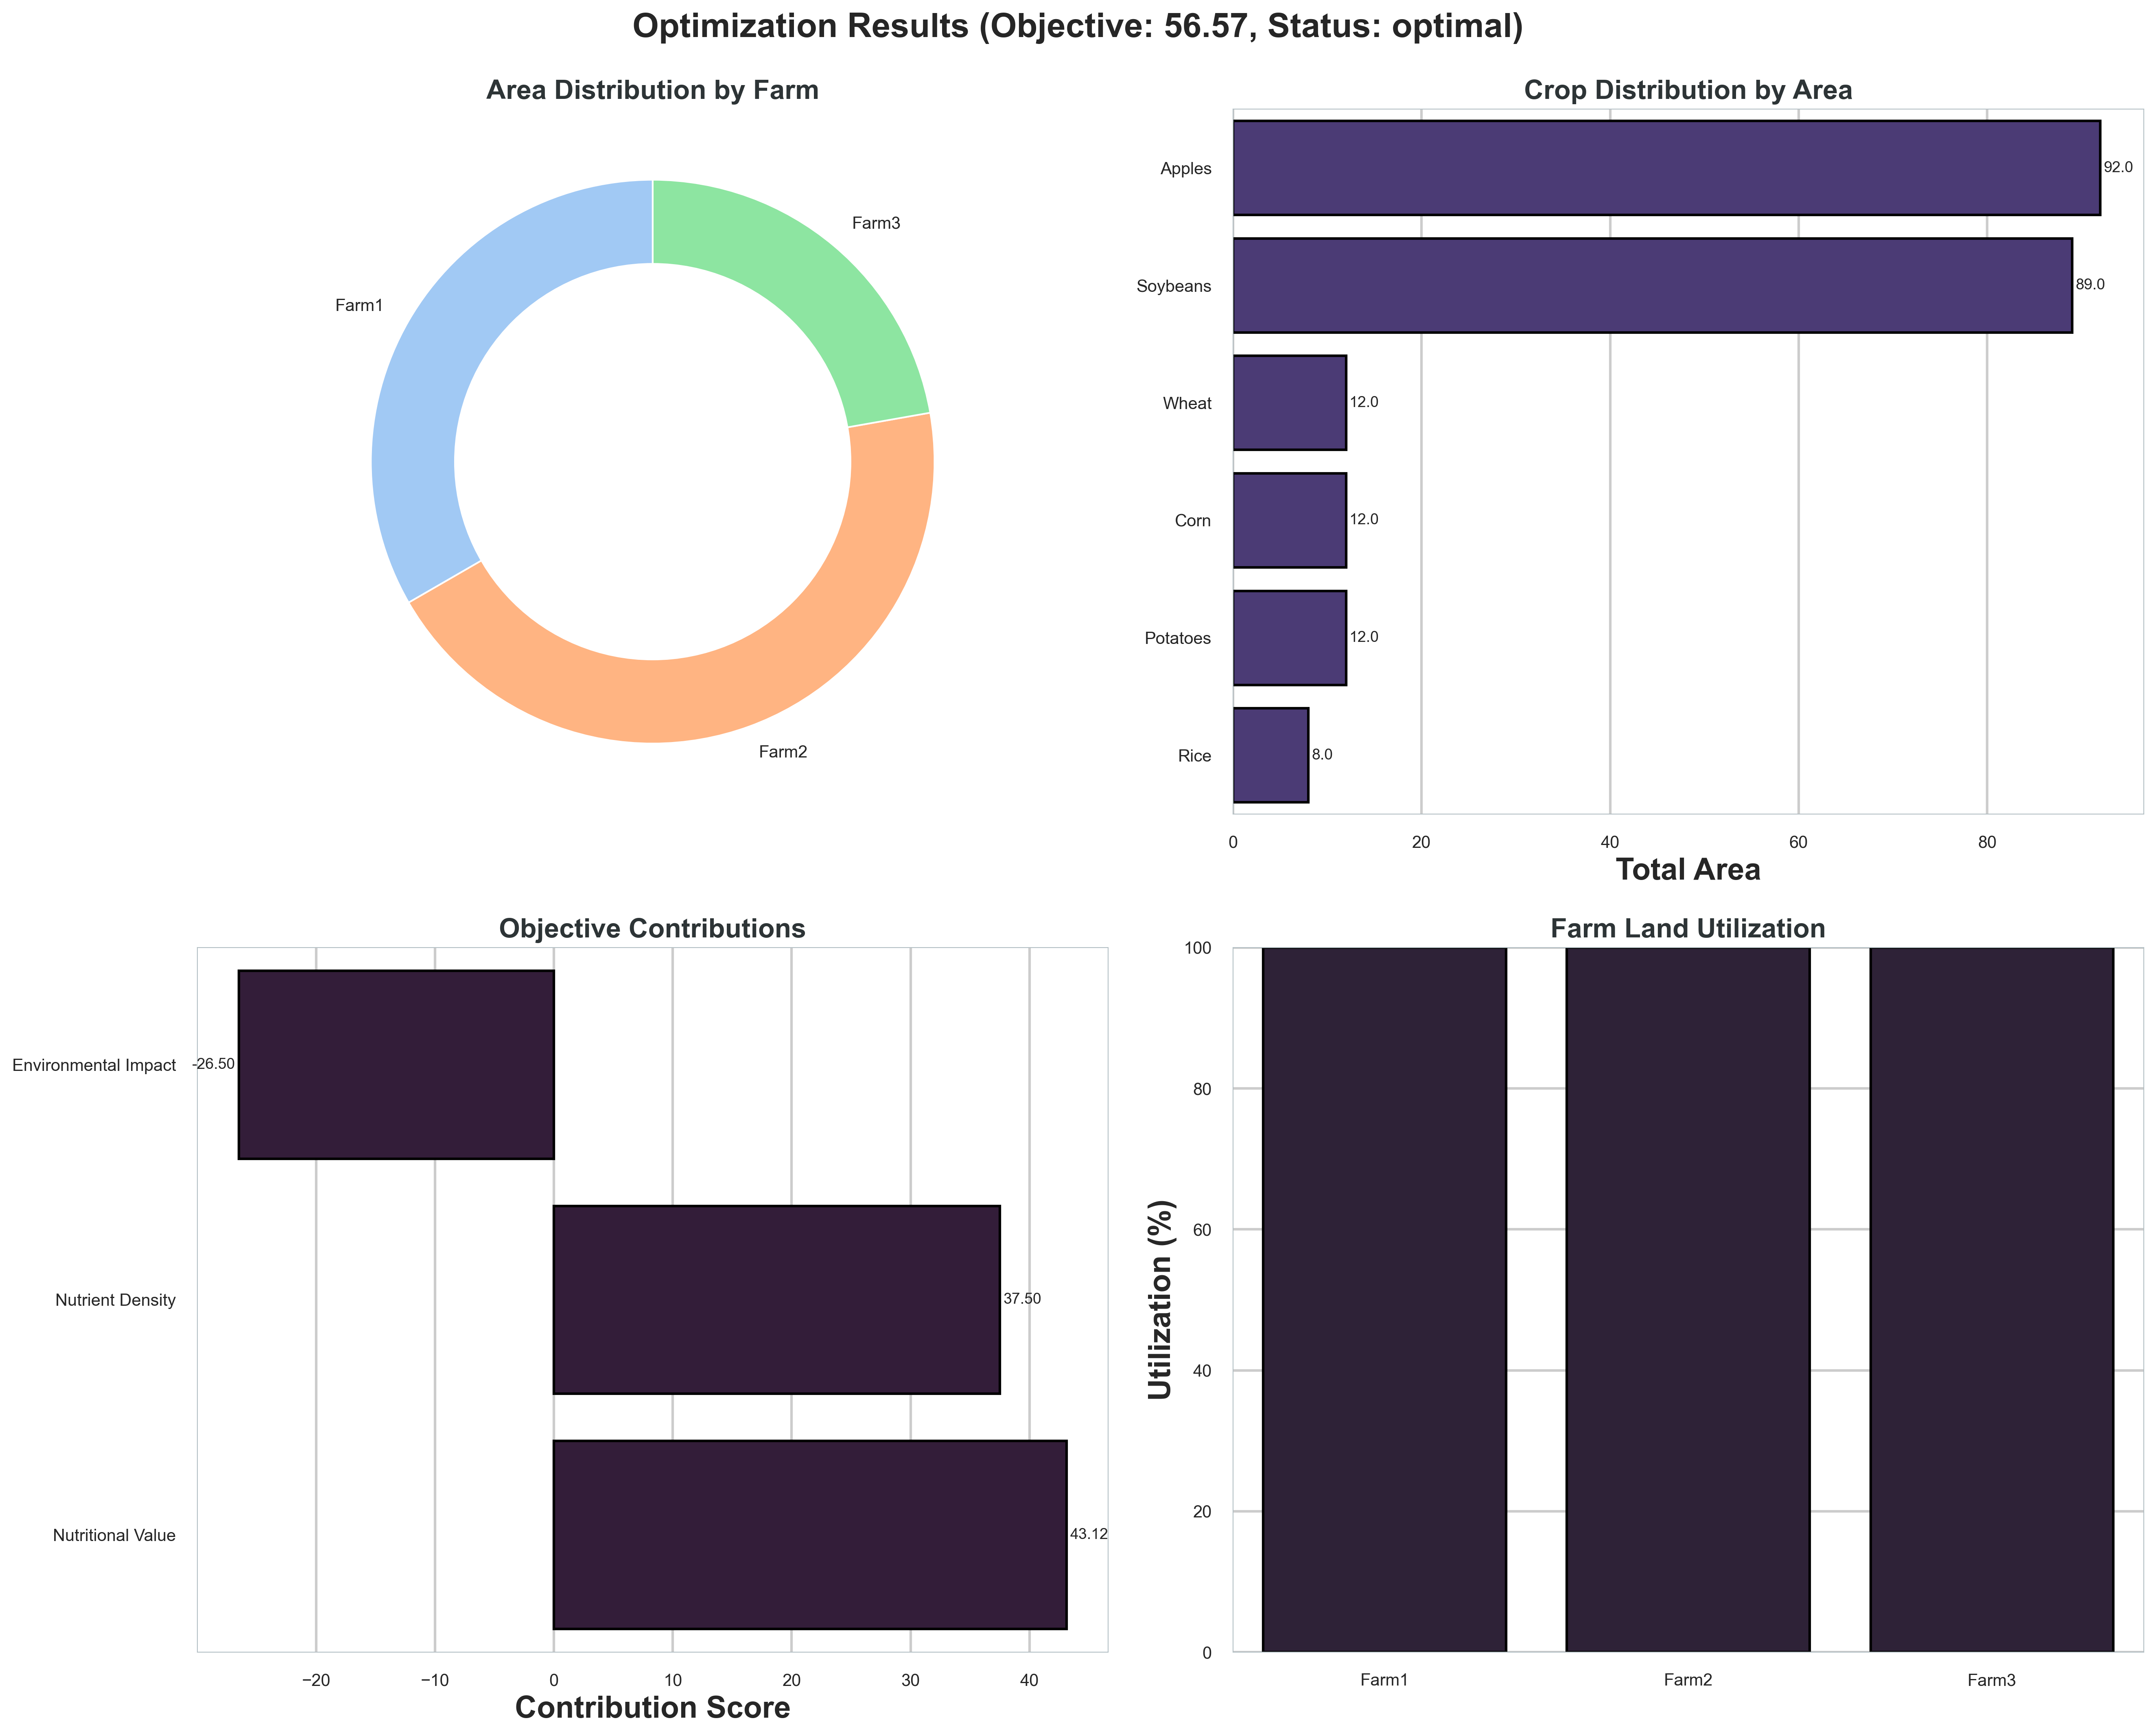 Optimization Results (Objective: 56.57, Status: optimal)
Area Distribution by Farm
Farm3
Farm1
Farm2
Crop Distribution by Area
Apples
92.0
Soybeans
89.0
Wheat
12.0
Corn
12.0
Potatoes
12.0
Rice
8.0
0 20 40 60 80
Total Area
Objective Contributions
Environmental Impact
-26.50
Nutrient Density
37.50
Nutritional Value
43.12
−20 −10 0 10 20 30 40
Contribution Score
Farm Land Utilization
100
80
60
40
20
0
Utilization (%)
Farm1 Farm2 Farm3